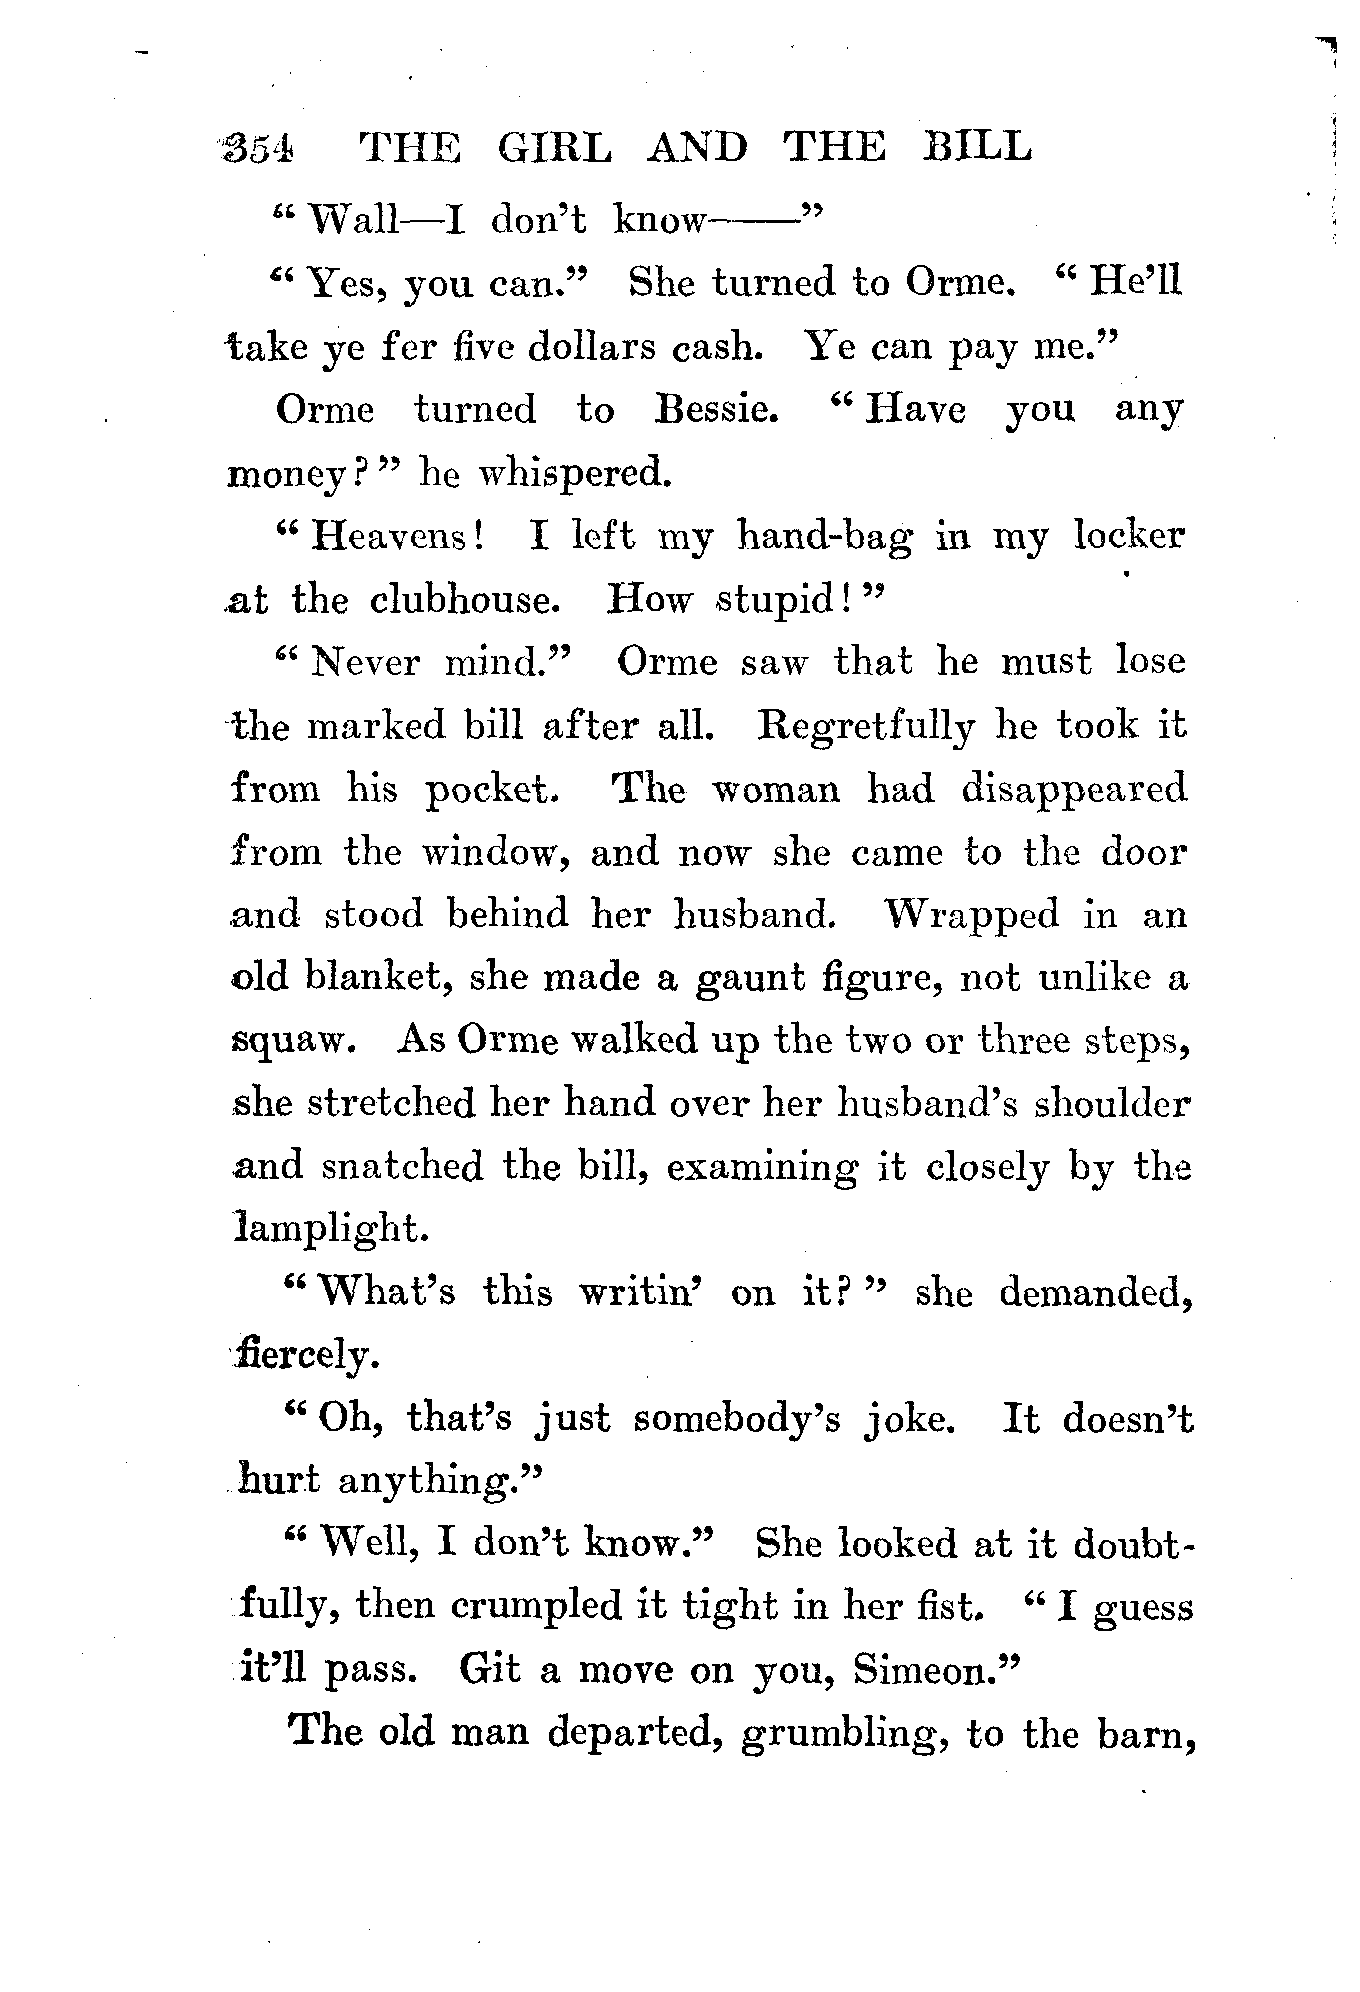 354 THE GIRL AND THE BILL
“Wall—I don’t know——”
“Yes, you can.” She turned to Orme. “He’ll
take ye fer five dollars cash. Ye can pay me.”
Orme turned to Bessie. “Have you any
money?” he whispered.
“Heavens! I left my hand-bag in my locker
at the clubhouse. How stupid!”
“Never mind.” Orme saw that he must lose
the marked bill after all. Regretfully he took it
from his pocket. The woman had disappeared
from the window, and now she came to the door
and stood behind her husband. Wrapped in an
old blanket, she made a gaunt figure, not unlike a
squaw. As Orme walked up the two or three steps,
she stretched her hand over her husband’s shoulder
and snatched the bill, examining it closely by the
lamplight.
“What’s this writin’ on it?” she demanded,
fiercely.
“Oh, that’s just somebody’s joke. It doesn’t
hurt anything.”
“Well, I don’t know.” She looked at it doubt-
fully, then crumpled it tight in her fist. “I guess
it’ll pass. Git a move on you, Simeon.”
The old man departed, grumbling, to the barn,